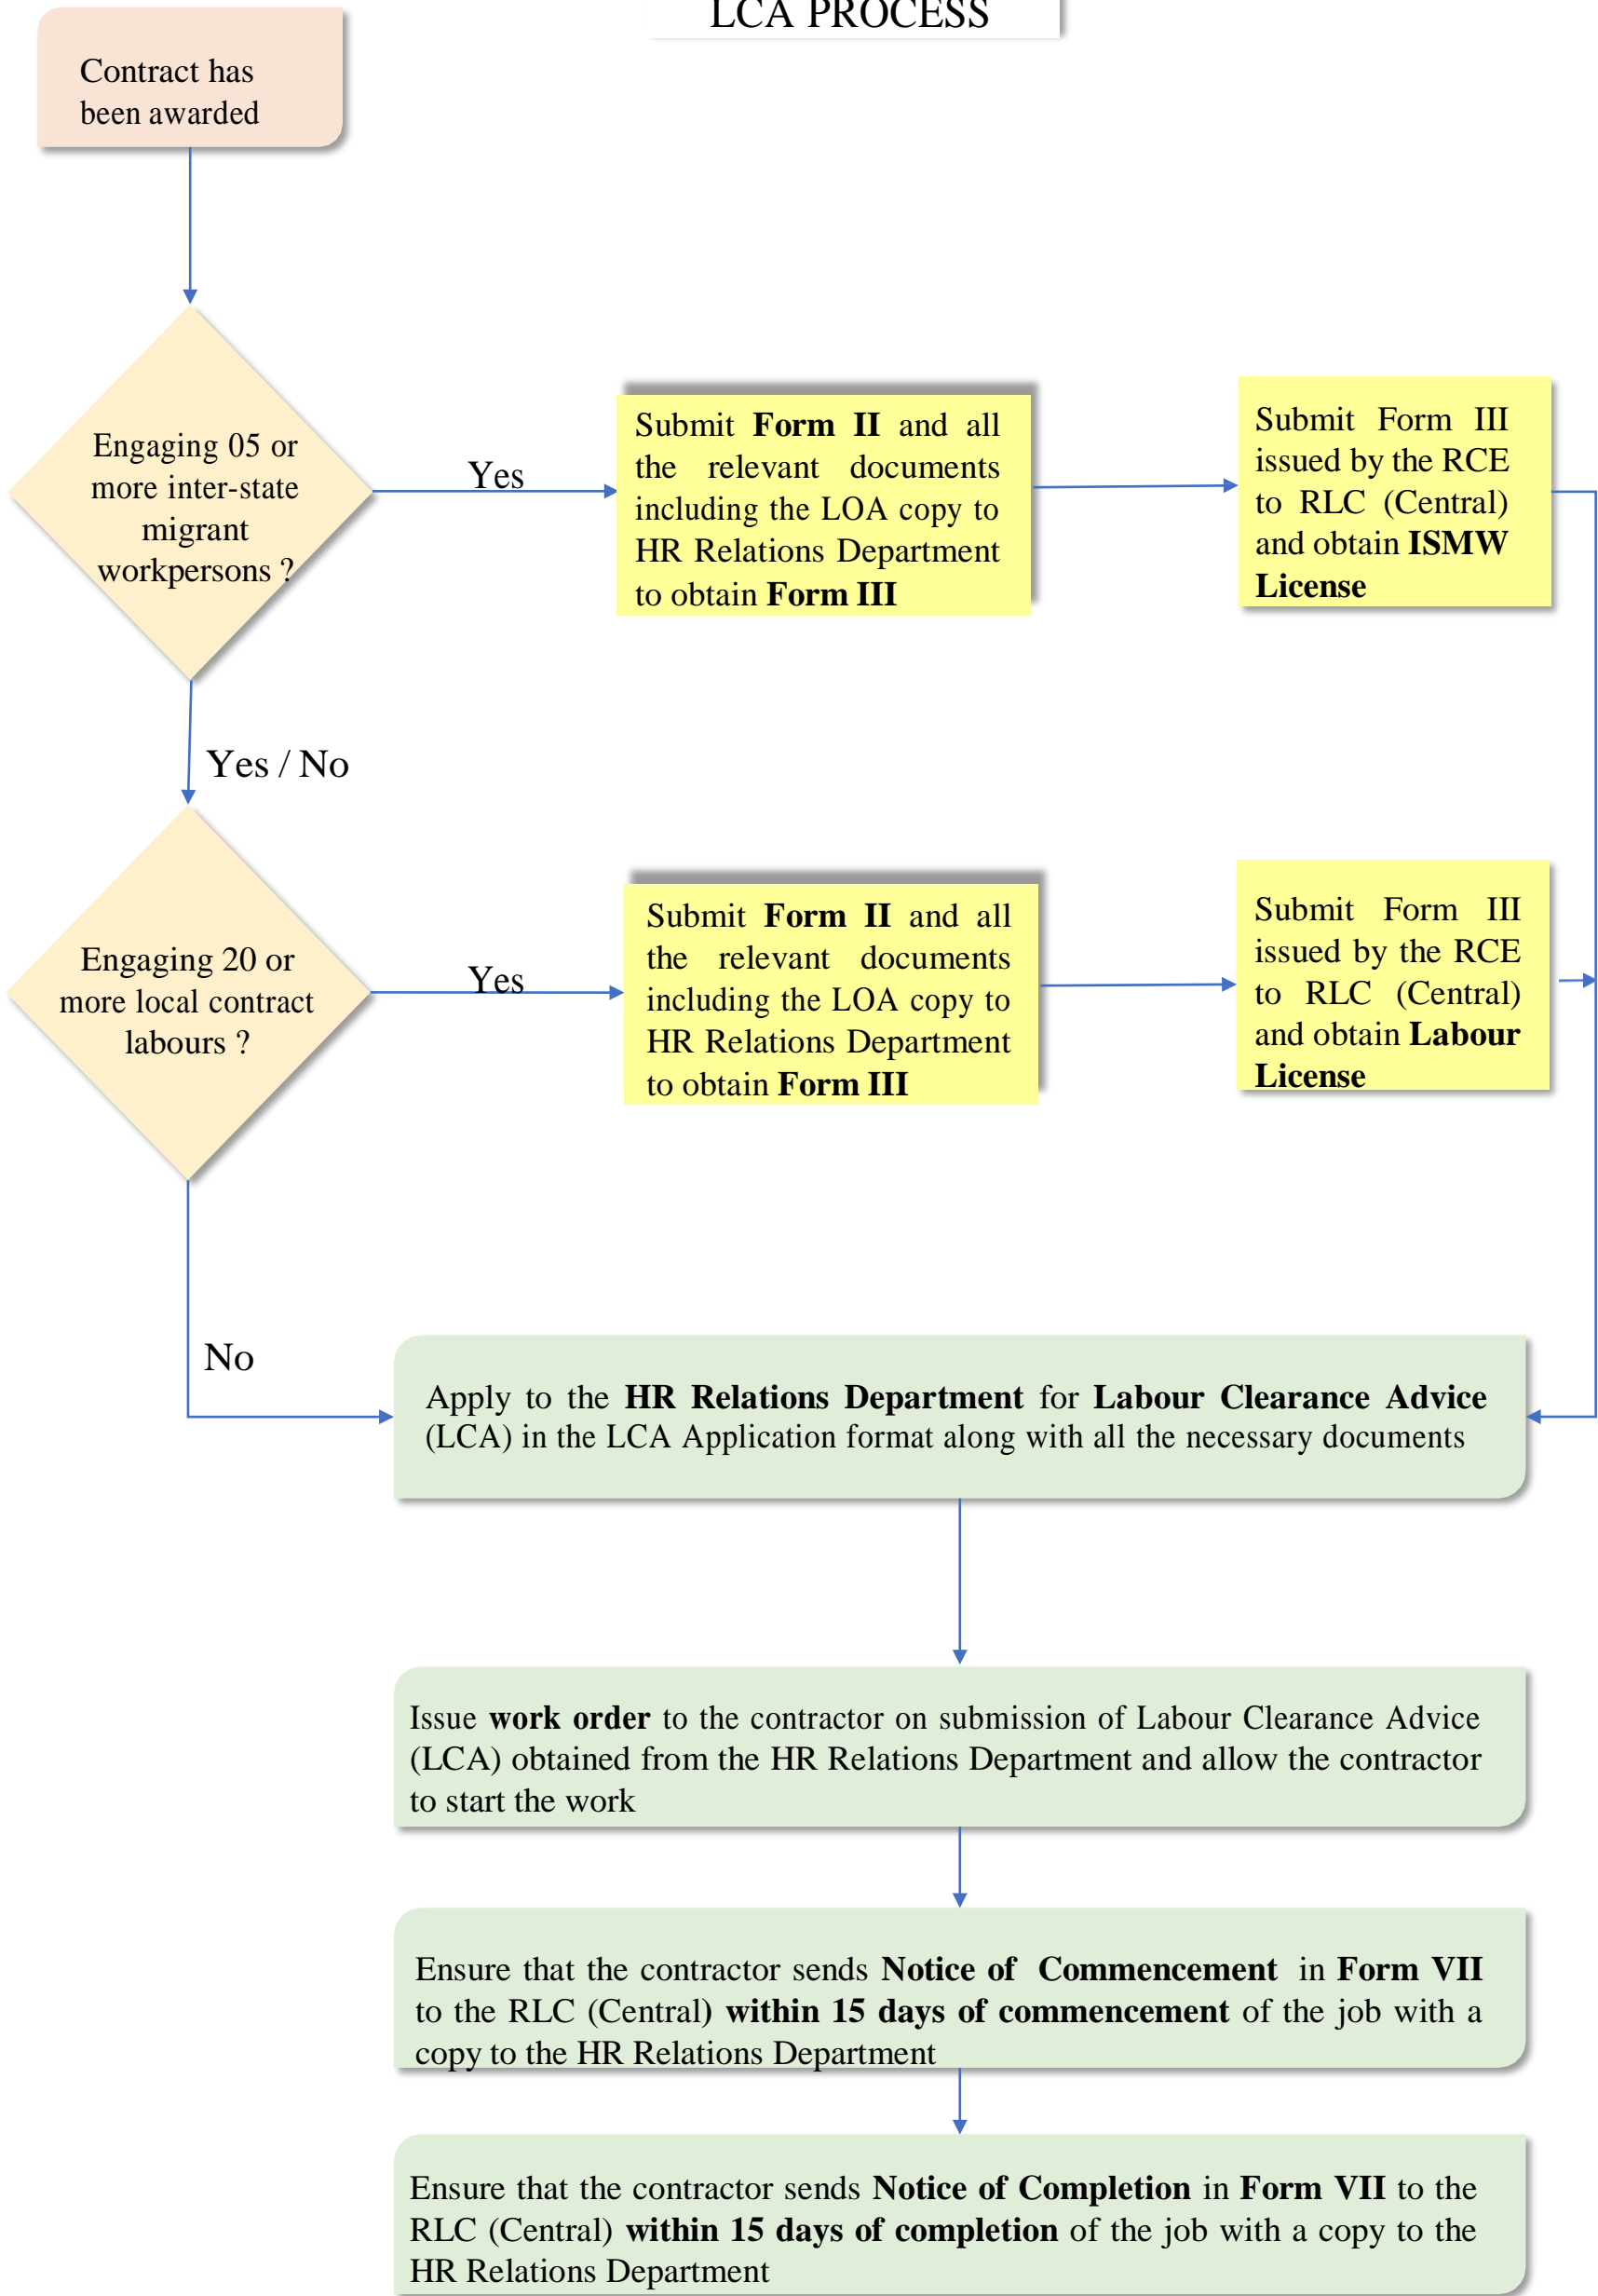 LCA PROCESS
Contract has
been awarded
Engaging 05 or
more inter-state
migrant
workpersons ?
Yes
Submit Form II and all
the relevant documents
including the LOA copy to
HR Relations Department
to obtain Form III
Submit Form III
issued by the RCE
to RLC (Central)
and obtain ISMW
License
Yes / No
Engaging 20 or
more local contract
labours ?
Yes
Submit Form II and all
the relevant documents
including the LOA copy to
HR Relations Department
to obtain Form III
Submit Form III
issued by the RCE
to RLC (Central)
and obtain Labour
License
No
Apply to the HR Relations Department for Labour Clearance Advice
(LCA) in the LCA Application format along with all the necessary documents
Issue work order to the contractor on submission of Labour Clearance Advice
(LCA) obtained from the HR Relations Department and allow the contractor
to start the work
Ensure that the contractor sends Notice of Commencement in Form VII
to the RLC (Central) within 15 days of commencement of the job with a
copy to the HR Relations Department
Ensure that the contractor sends Notice of Completion in Form VII to the
RLC (Central) within 15 days of completion of the job with a copy to the
HR Relations Department